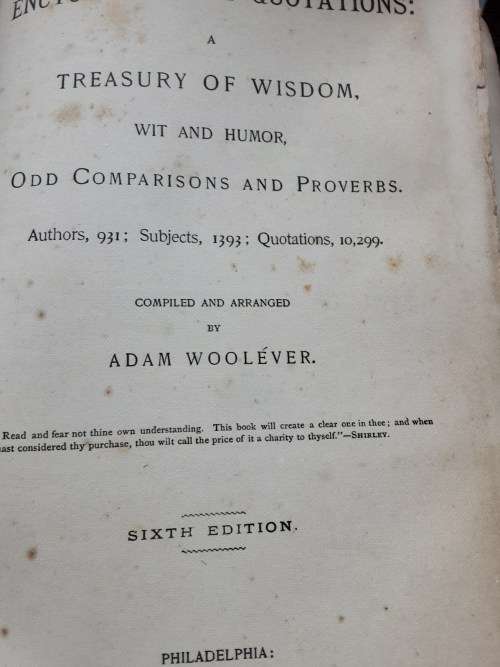 QUOTATIONS:
A
TREASURY OF WISDOM,
WIT AND HUMOR,
ODD COMPARISONS AND PROVERBS.
Authors, 931; Subjects, 1393; Quotations, 10,299.
COMPILED AND ARRANGED
BY
ADAM WOOLÉVER.
Read and fear not thine own understanding. This book will create a clear one in thee; and when
considered thy purchase, thou wilt call the price of it a charity to thyself."—SHIRLEY.
SIXTH EDITION.
PHILADELPHIA: